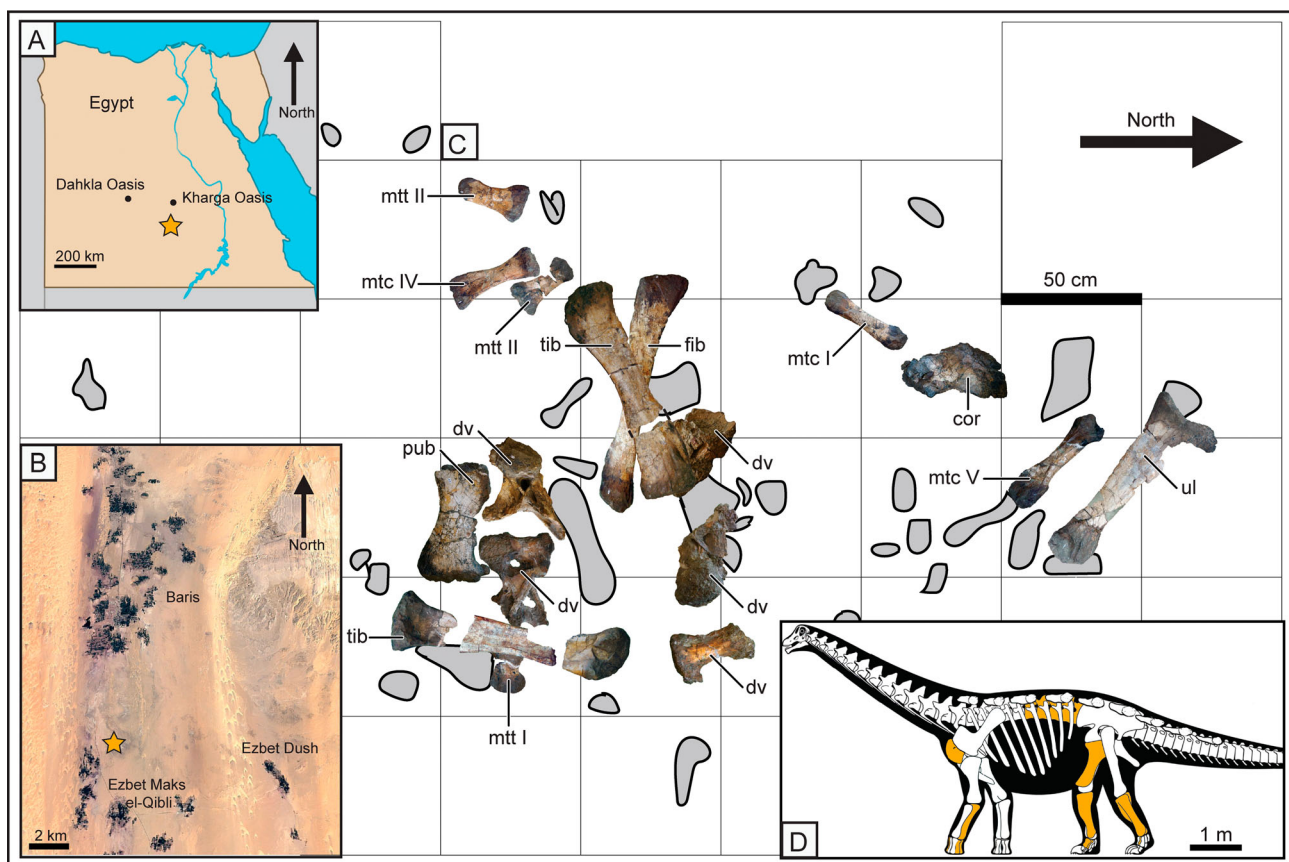 A
Egypt
North
Dahkla Oasis
Kharga Oasis
200 km
B
North
Baris
Ezbet Dush
Ezbet Maks
el-Qibli
2 km
C
North
50 cm
mtt II
mtc IV
mtt II
tib
fib
mtc I
cor
dv
pub
dv
mtc V
ul
dv
dv
tib
dv
mtt I
D
1 m